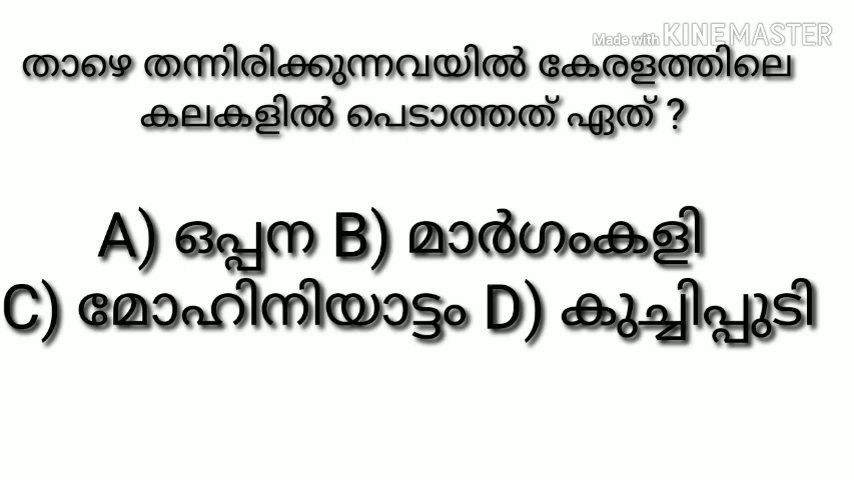 Made with KINEMASTER
താഴെ തന്നിരിക്കുന്നവയിൽ കേരളത്തിലെ
കലകളിൽ പെടാത്തത് ഏത് ?
A) ഒപ്പന B) മാർഗംകളി
C) മോഹിനിയാട്ടം D) കുച്ചിപ്പുടി